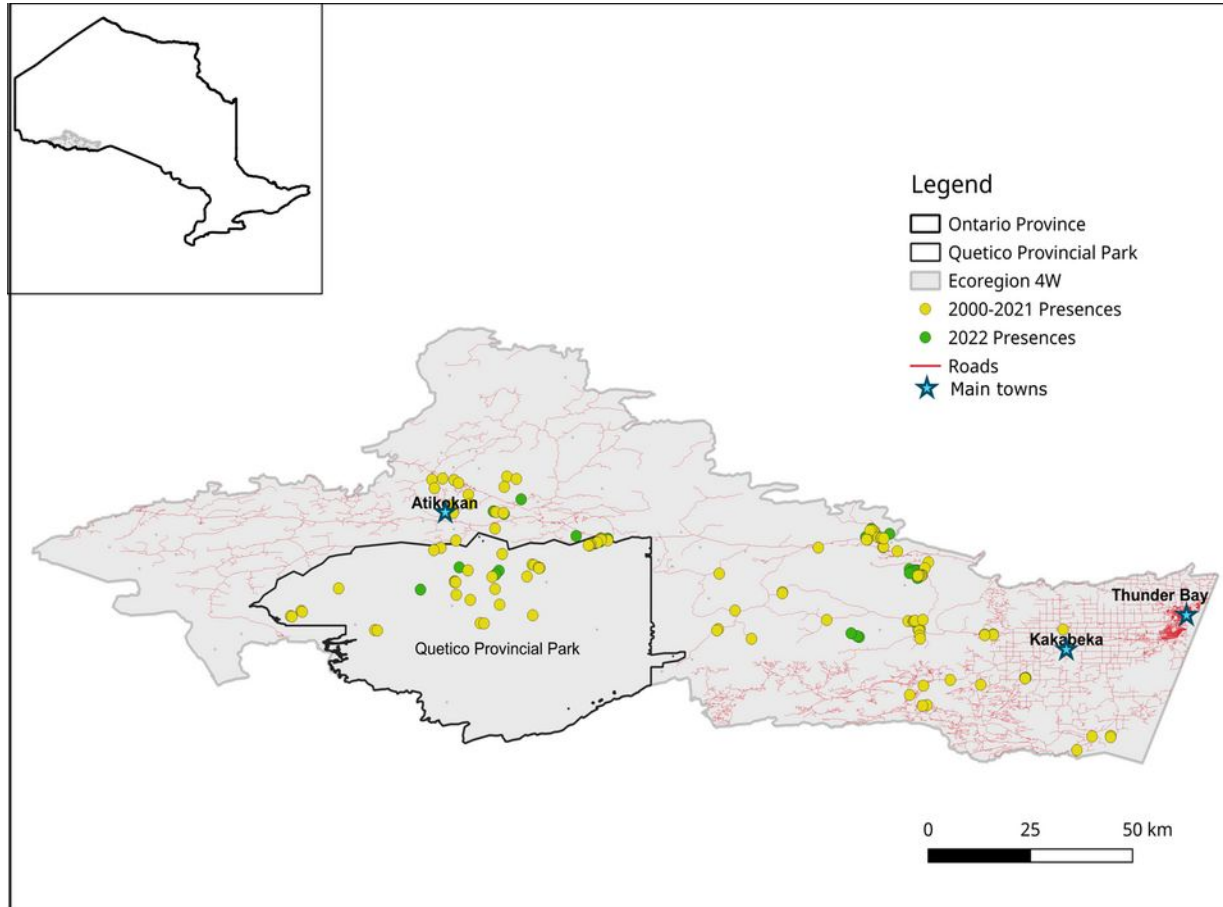 Legend
Ontario Province
Quetico Provincial Park
Ecoregion 4W
2000-2021 Presences
2022 Presences
Roads
Main towns
Atikokan
Thunder Bay
Kakabeka
Quetico Provincial Park
0 25 50 km